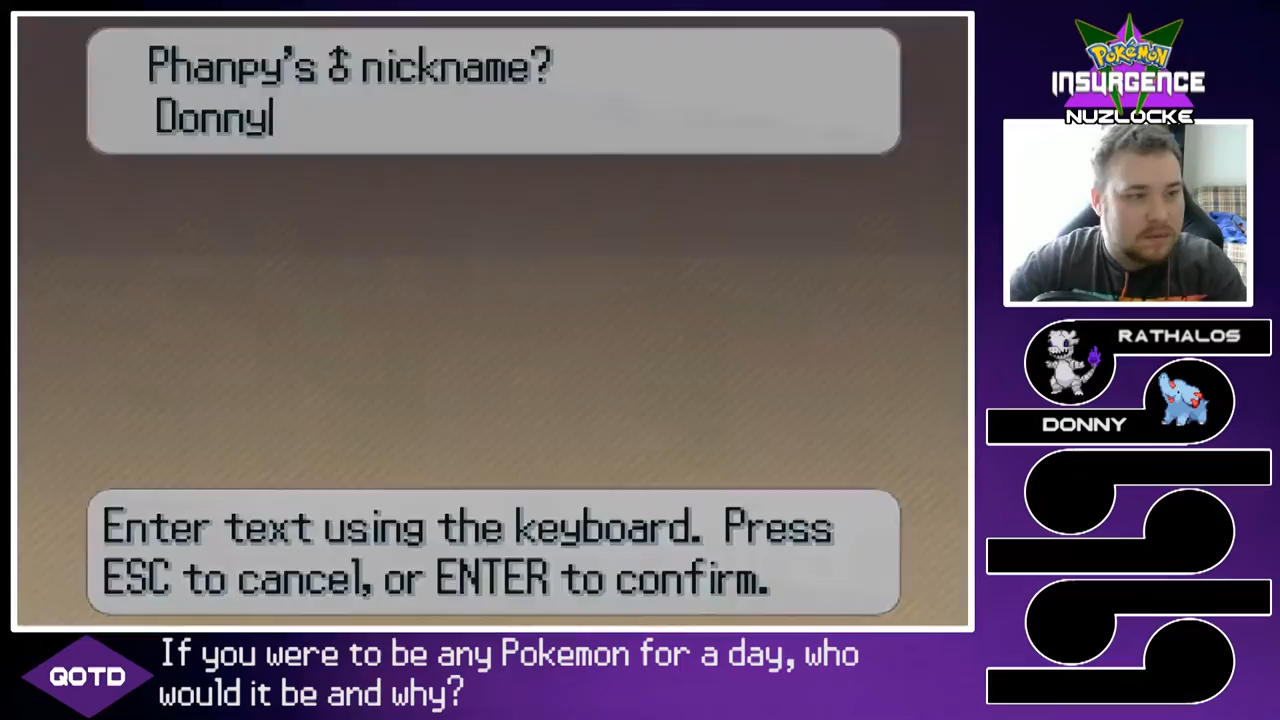 Phanpy's ♂ nickname?
Donny
Enter text using the keyboard. Press
ESC to cancel, or ENTER to confirm.
POKéMON
INSURGENCE
NUZLOCKE
RATHALOS
DONNY
QOTD
If you were to be any Pokemon for a day, who
would it be and why?